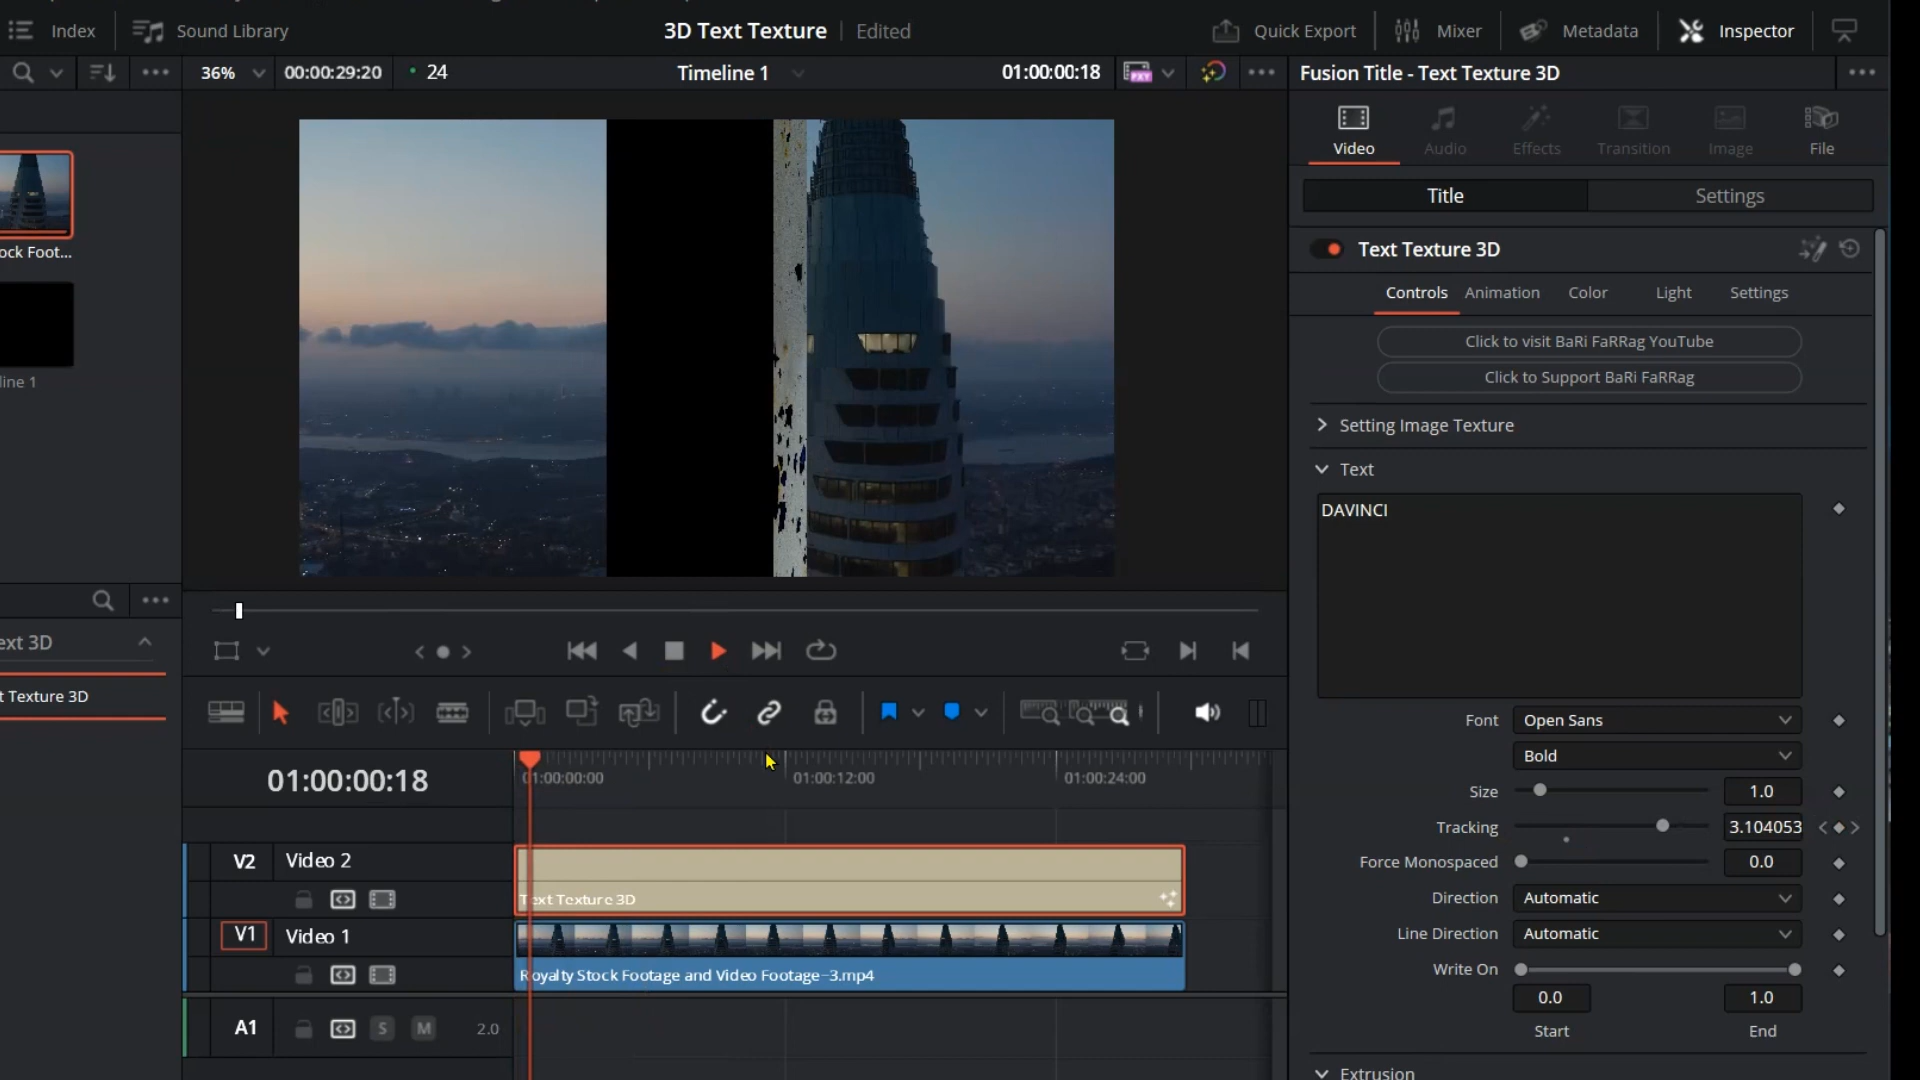 Index
Sound Library
3D Text Texture
Edited
Quick Export
Mixer
Metadata
Inspector
36%
00:00:29:20
24
Timeline 1
01:00:00:18
Fusion Title - Text Texture 3D
Video
Audio
Effects
Transition
Image
File
Title
Settings
Text Texture 3D
Controls
Animation
Color
Light
Settings
Click to visit BaRi FaRRag YouTube
Click to Support BaRi FaRRag
Setting Image Texture
Text
DAVINCI
Font
Open Sans
Bold
Size
1.0
Tracking
3.104053
Force Monospaced
0.0
Direction
Automatic
Line Direction
Automatic
Write On
0.0
1.0
Start
End
Extrusion
ock Foot...
line 1
ext 3D
t Texture 3D
01:00:00:18
01:00:00:00
01:00:12:00
01:00:24:00
V2
Video 2
Text Texture 3D
V1
Video 1
Royalty Stock Footage and Video Footage-3.mp4
A1
S
M
2.0